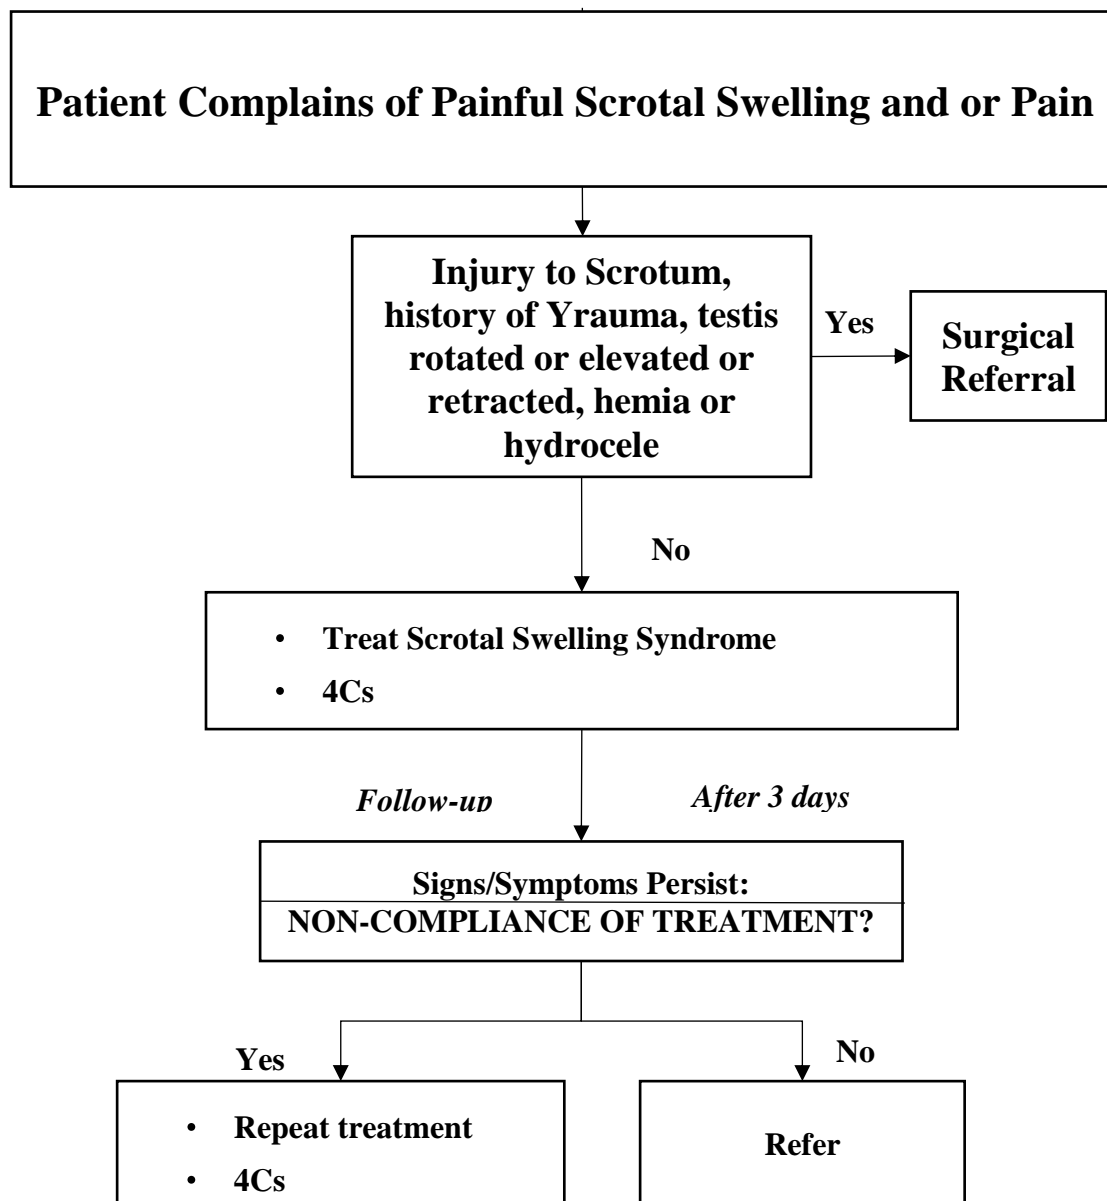 Patient Complains of Painful Scrotal Swelling and or Pain
Injury to Scrotum,
history of Yrauma, testis
rotated or elevated or
retracted, hemia or
hydrocele
Yes
Surgical
Referral
No
• Treat Scrotal Swelling Syndrome
• 4Cs
Follow-up
After 3 days
Signs/Symptoms Persist:
NON-COMPLIANCE OF TREATMENT?
Yes
No
• Repeat treatment
• 4Cs
Refer